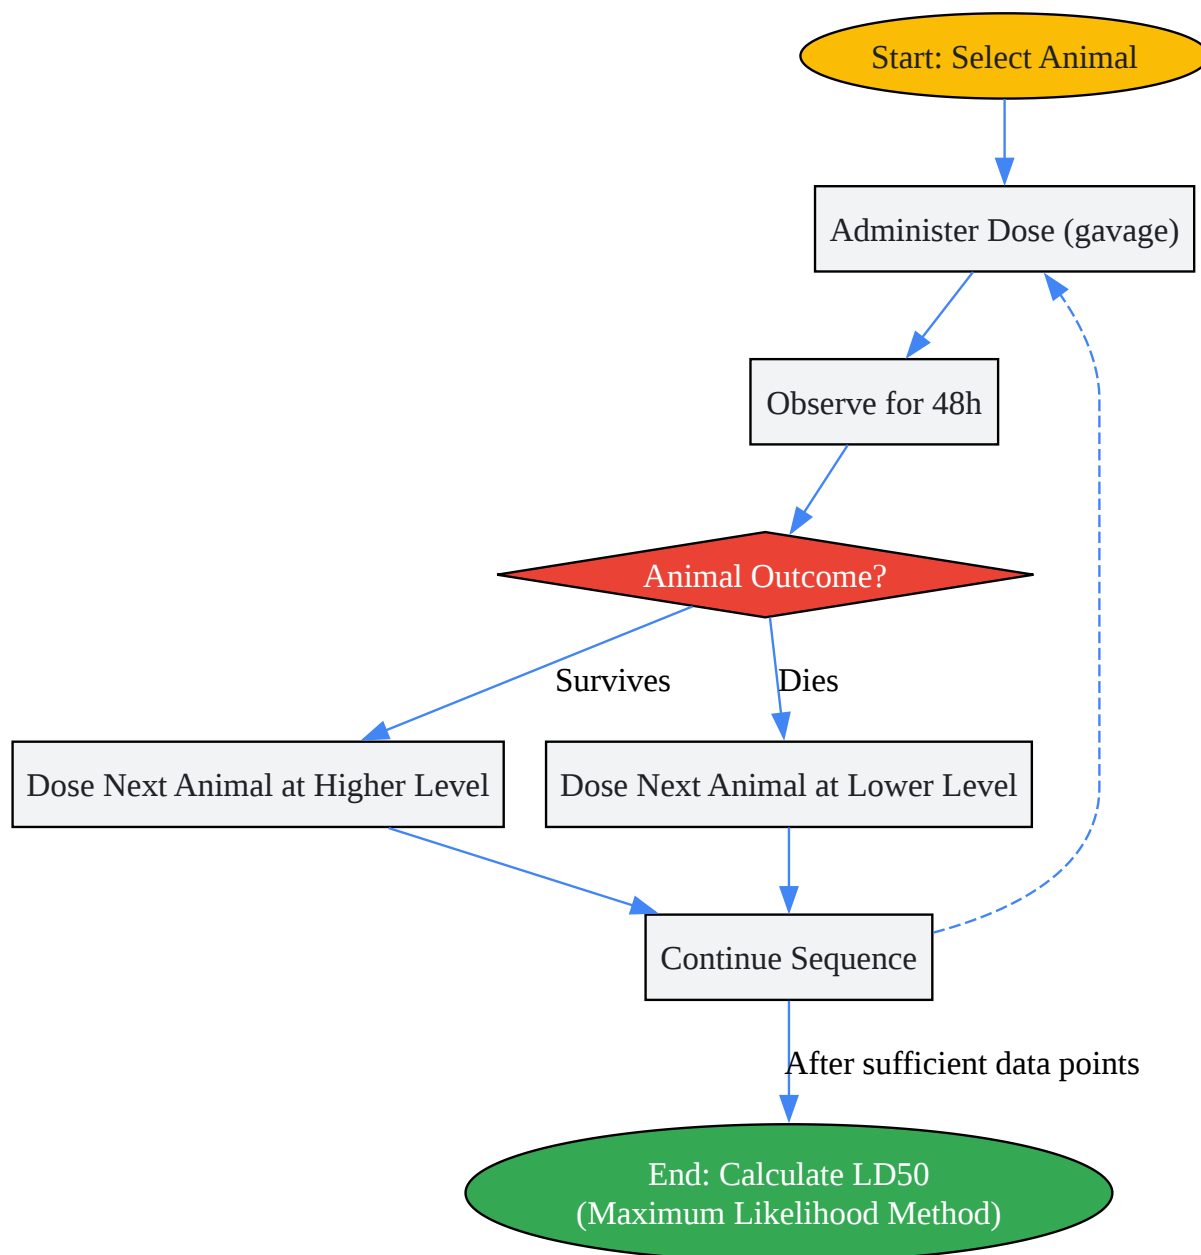 Start: Select Animal
Administer Dose (gavage)
Observe for 48h
Animal Outcome?
Survives
Dies
Dose Next Animal at Higher Level
Dose Next Animal at Lower Level
Continue Sequence
After sufficient data points
End: Calculate LD50
(Maximum Likelihood Method)